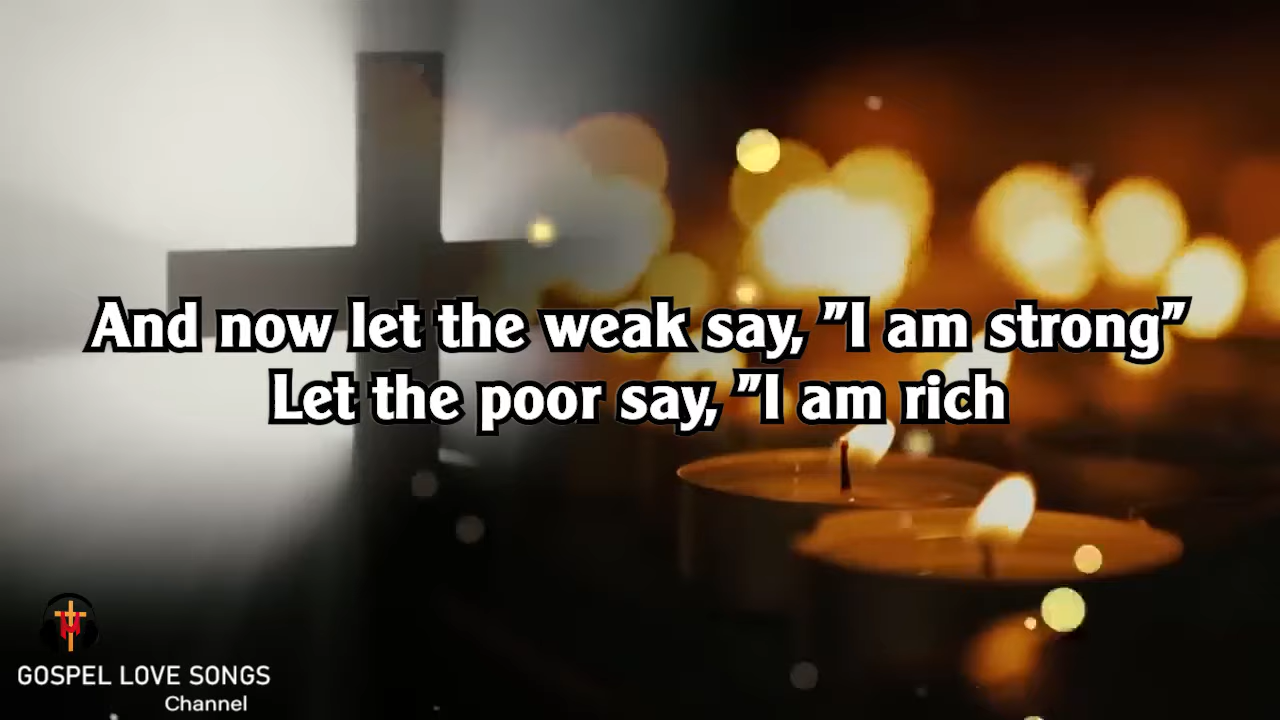 And now let the weak say, "I am strong"
Let the poor say, "I am rich
GOSPEL LOVE SONGS
Channel